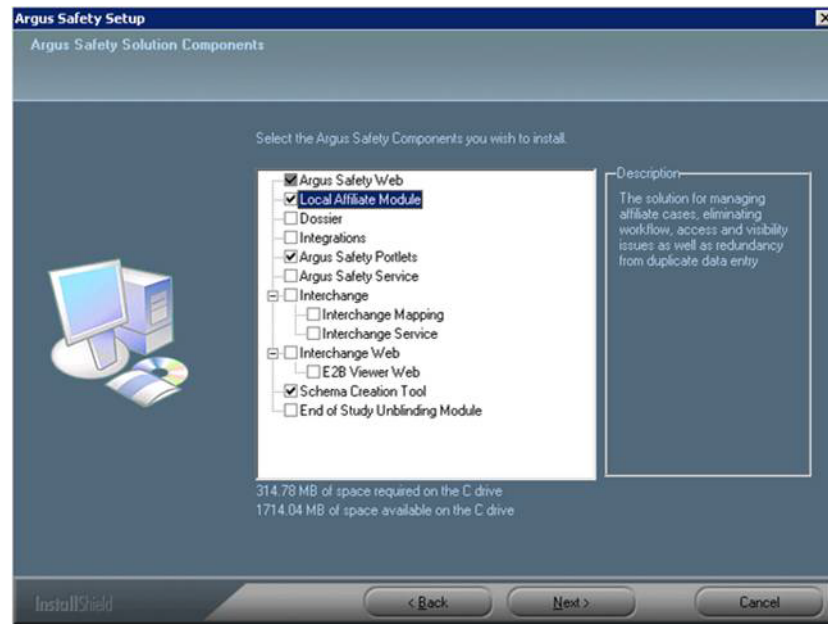 Argus Safety Setup
Argus Safety Solution Components
Select the Argus Safety Components you wish to install.
Argus Safety Web
Local Affiliate Module
Dossier
Integrations
Argus Safety Portlets
Argus Safety Service
Interchange
Interchange Mapping
Interchange Service
Interchange Web
E2B Viewer Web
Schema Creation Tool
End of Study Unblinding Module
Description
The solution for managing
affiliate cases, eliminating
workflow, access and visibility
issues as well as redundancy
from duplicate data entry
314.78 MB of space required on the C drive
1714.04 MB of space available on the C drive
InstallShield
< Back
Next >
Cancel